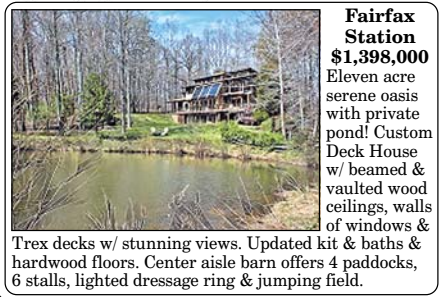 Fairfax
Station
$1,398,000
Eleven acre
serene oasis
with private
pond! Custom
Deck House
w/ beamed &
vaulted wood
ceilings, walls
of windows &
Trex decks w/ stunning views. Updated kit & baths &
hardwood floors. Center aisle barn offers 4 paddocks,
6 stalls, lighted dressage ring & jumping field.